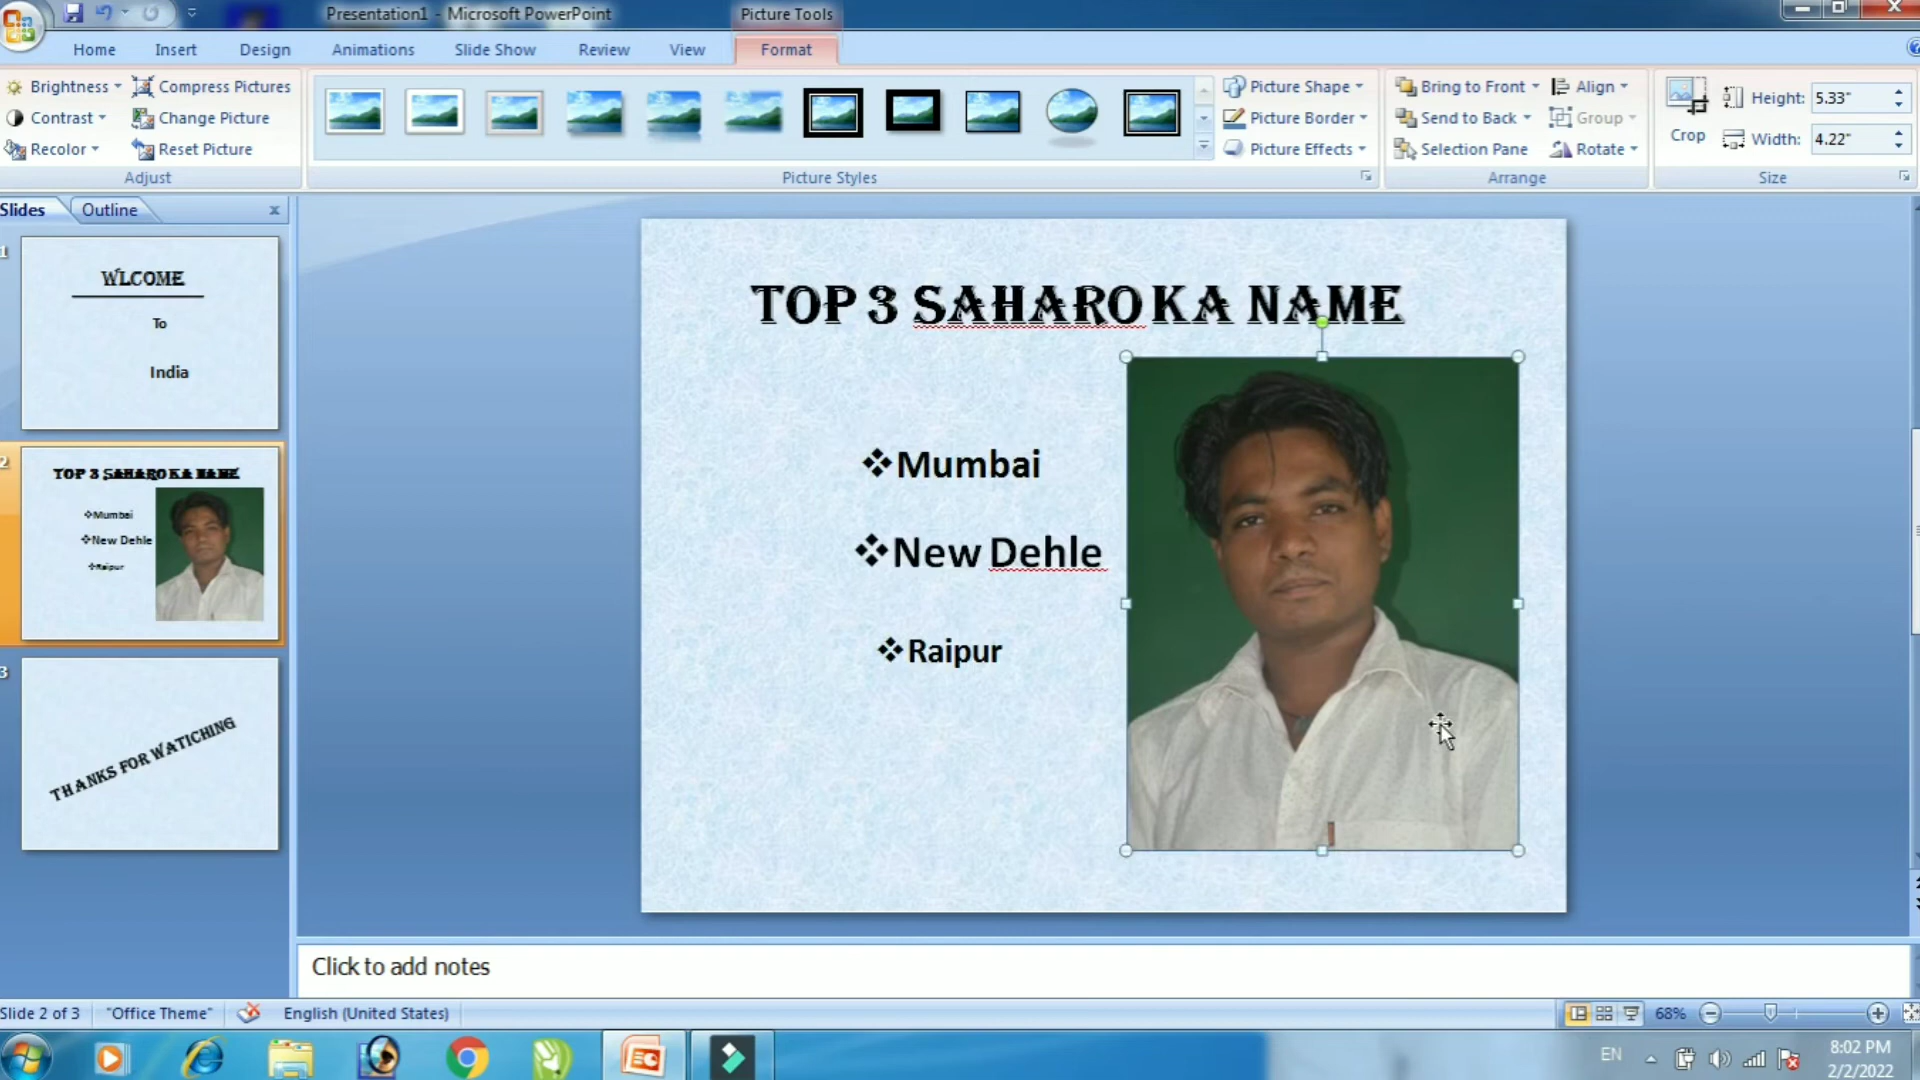 Presentation1 - Microsoft PowerPoint
Picture Tools
Home
Insert
Design
Animations
Slide Show
Review
View
Format
Brightness
Contrast
Recolor
Compress Pictures
Change Picture
Reset Picture
Adjust
Picture Styles
Picture Shape
Picture Border
Picture Effects
Bring to Front
Send to Back
Selection Pane
Align
Group
Rotate
Arrange
Crop
Height: 5.33"
Width: 4.22"
Size
Slides
Outline
1
WLCOME
To
India
2
TOP 3 SAHARO KA NAME
❖Mumbai
❖New Dehle
❖Raipur
3
THANKS FOR WATICHING
TOP 3 SAHARO KA NAME
❖Mumbai
❖New Dehle
❖Raipur
Click to add notes
Slide 2 of 3
"Office Theme"
English (United States)
68%
EN
8:02 PM
2/2/2022